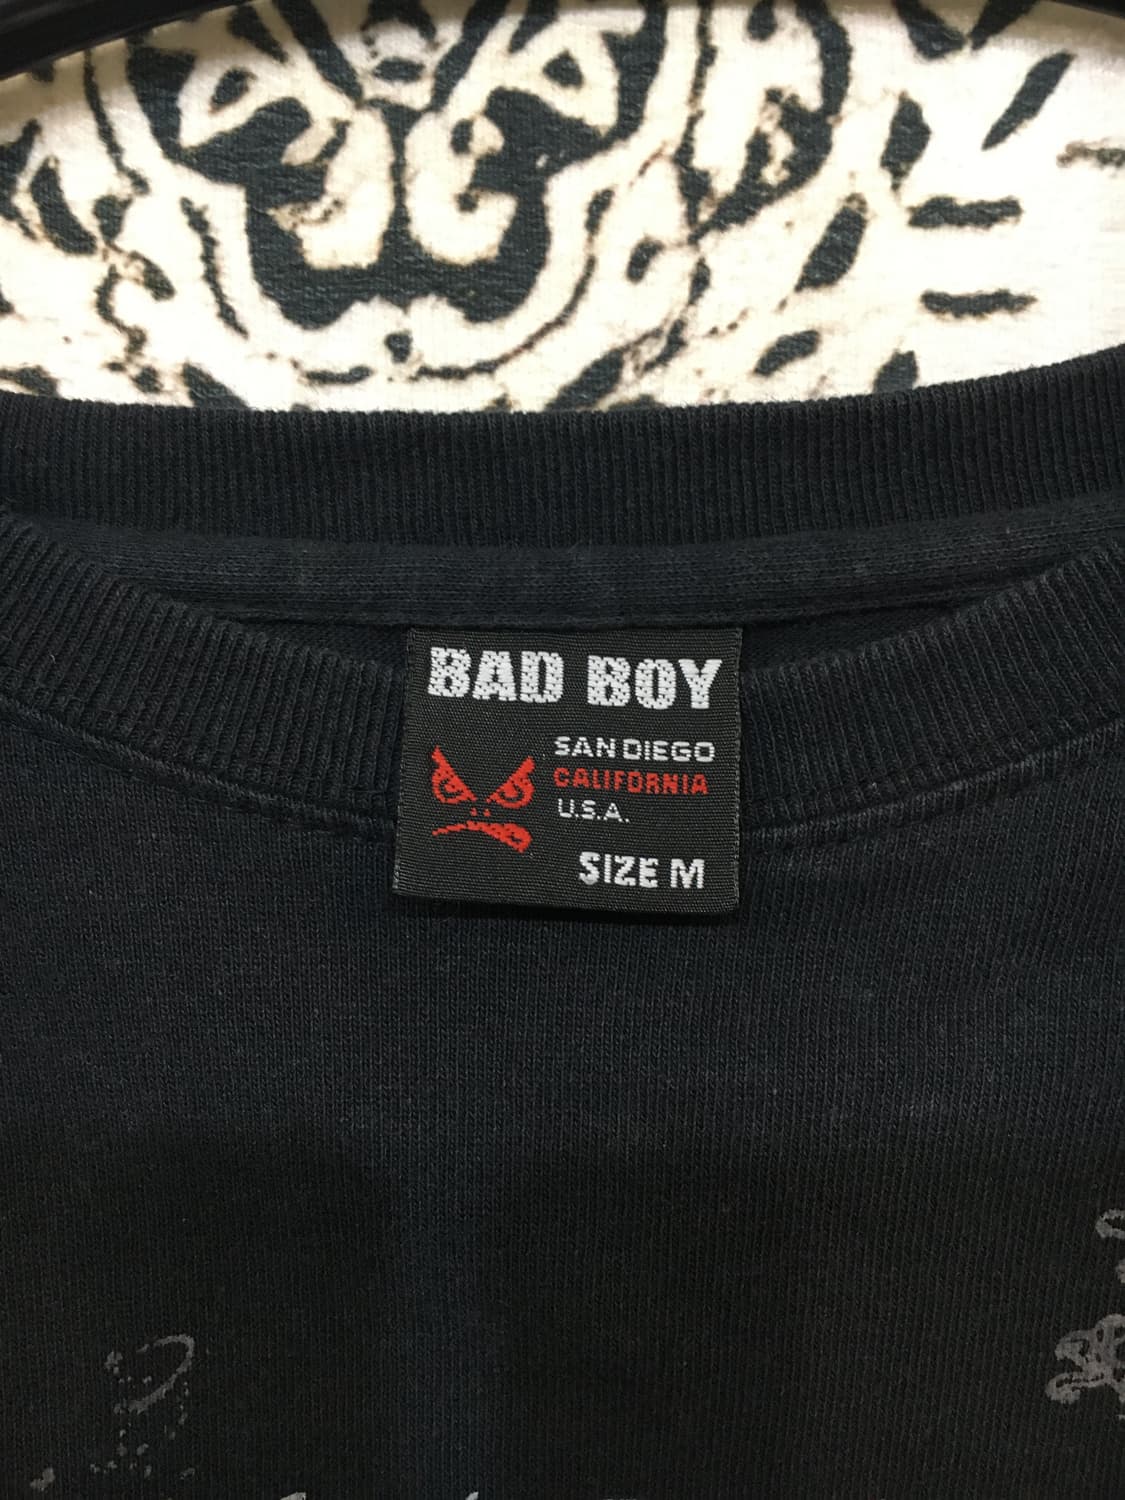 BAD BOY
SAN DIEGO
CALIFORNIA
U.S.A.
SIZE M